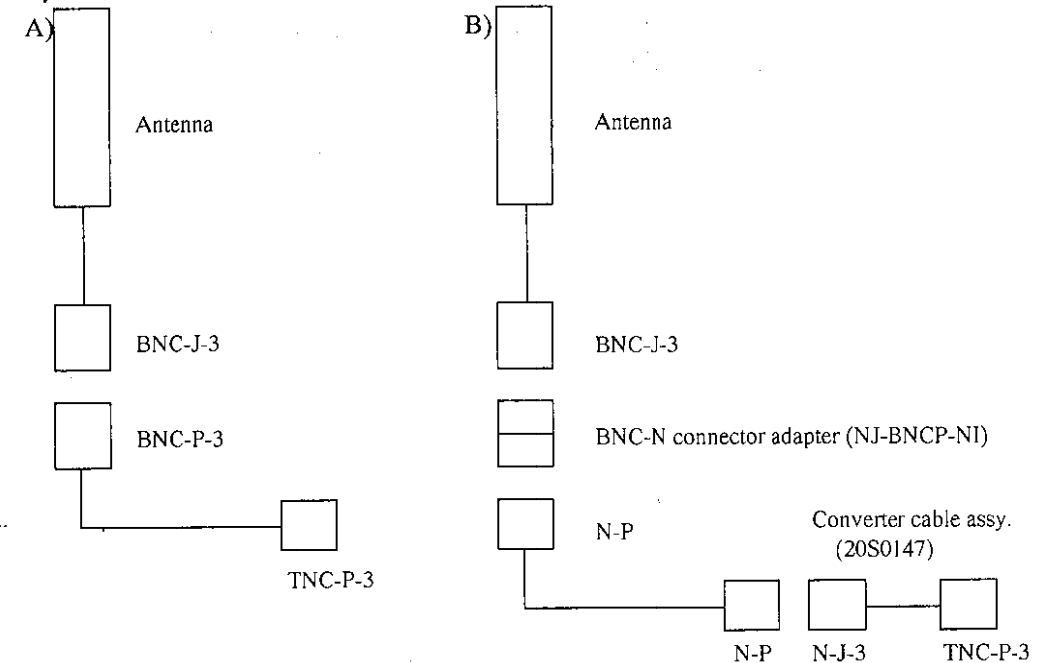 A)
Antenna
BNC-J-3
BNC-P-3
TNC-P-3
B)
Antenna
BNC-J-3
BNC-N connector adapter (NJ-BNCP-NI)
N-P
Converter cable assy.
(20S0147)
N-P
N-J-3
TNC-P-3